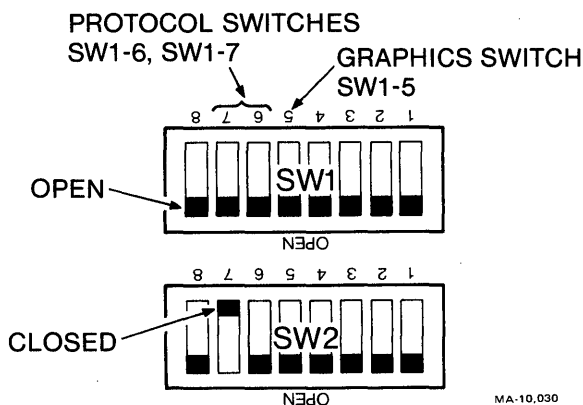 PROTOCOL SWITCHES
SW1-6, SW1-7
GRAPHICS SWITCH
SW1-5
8 7 6 5 4 3 2 1
SW1
OPEN
OPEN
8 7 6 5 4 3 2 1
CLOSED
SW2
OPEN
MA-10,030